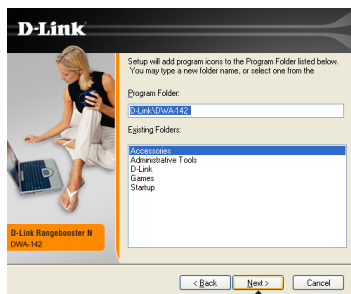 D-Link
Setup will add program icons to the Program Folder listed below.
You may type a new folder name, or select one from the
Program Folder:
D-Link\DWA-142
Existing Folders:
Accessories
Administrative Tools
D-Link
Games
Startup
D-Link Rangebooster N
DWA-142
< Back
Next >
Cancel